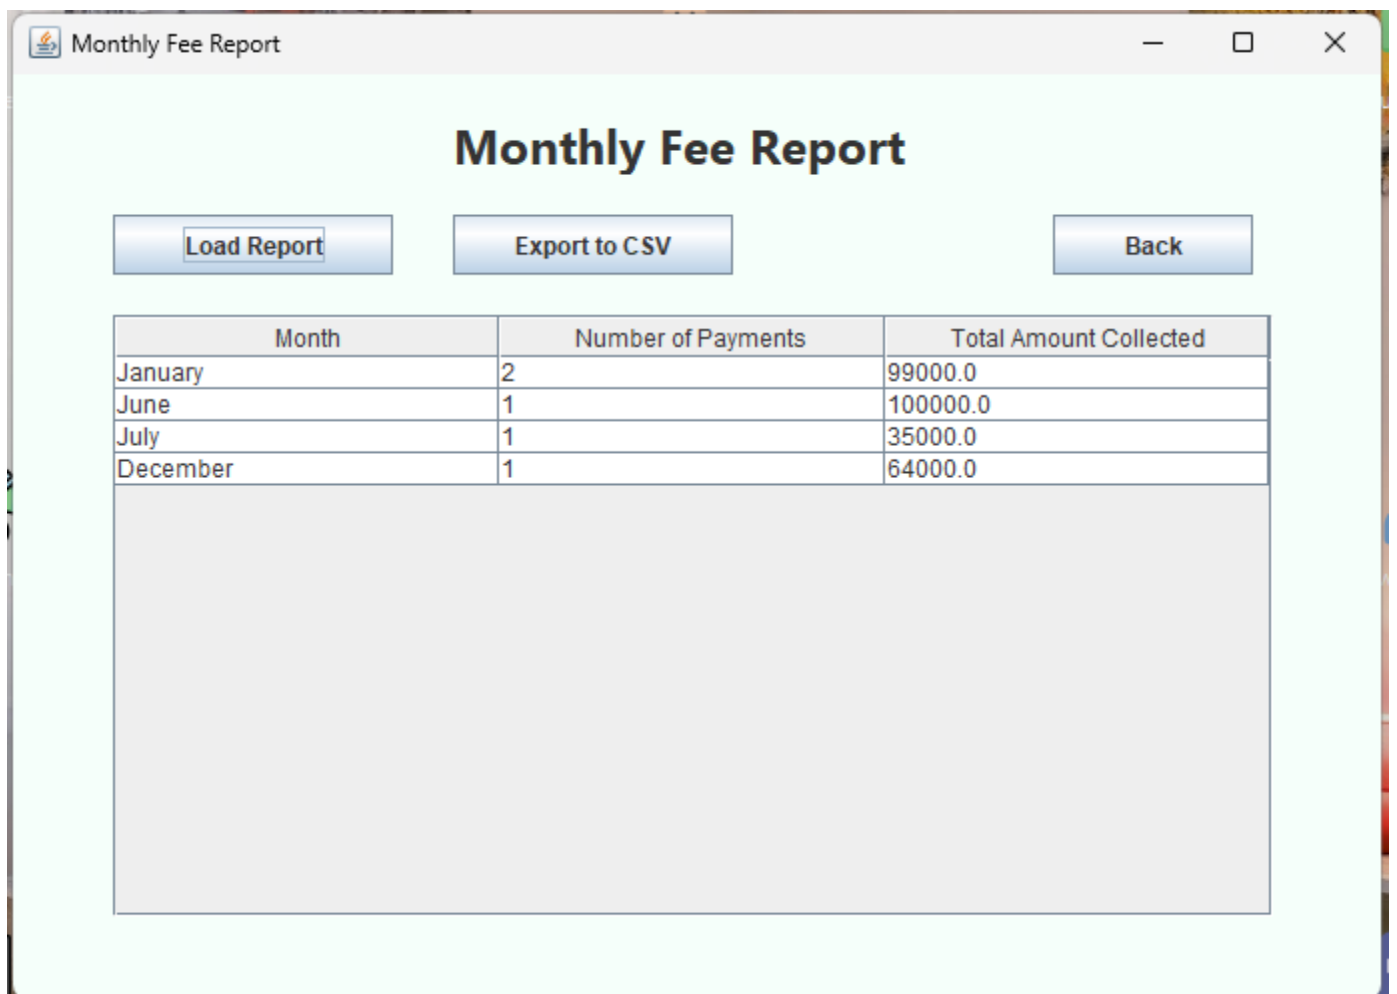 Monthly Fee Report
Monthly Fee Report
Load Report Export to CSV Back
Month Number of Payments Total Amount Collected
January 2 99000.0
June 1 100000.0
July 1 35000.0
December 1 64000.0